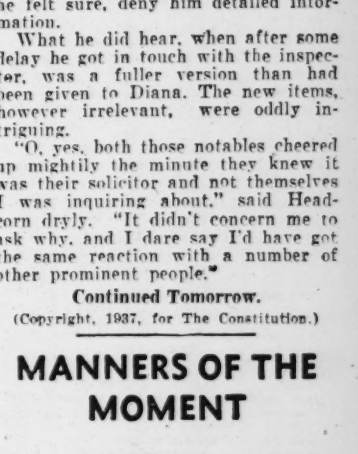 he felt sure, deny him detailed infor-
mation.
What he did hear, when after some
delay he got in touch with the inspec-
tor, was a fuller version than had
been given to Diana. The new items,
however irrelevant, were oddly in-
triguing.
"O, yes, both those notables cheered
up mightily the minute they knew it
was their solicitor and not themselves
I was inquiring about," said Head-
corn dryly. "It didn't concern me to
ask why, and I dare say I'd have got
the same reaction with a number of
other prominent people."
Continued Tomorrow.
(Copyright, 1937, for The Constitution.)
MANNERS OF THE
MOMENT